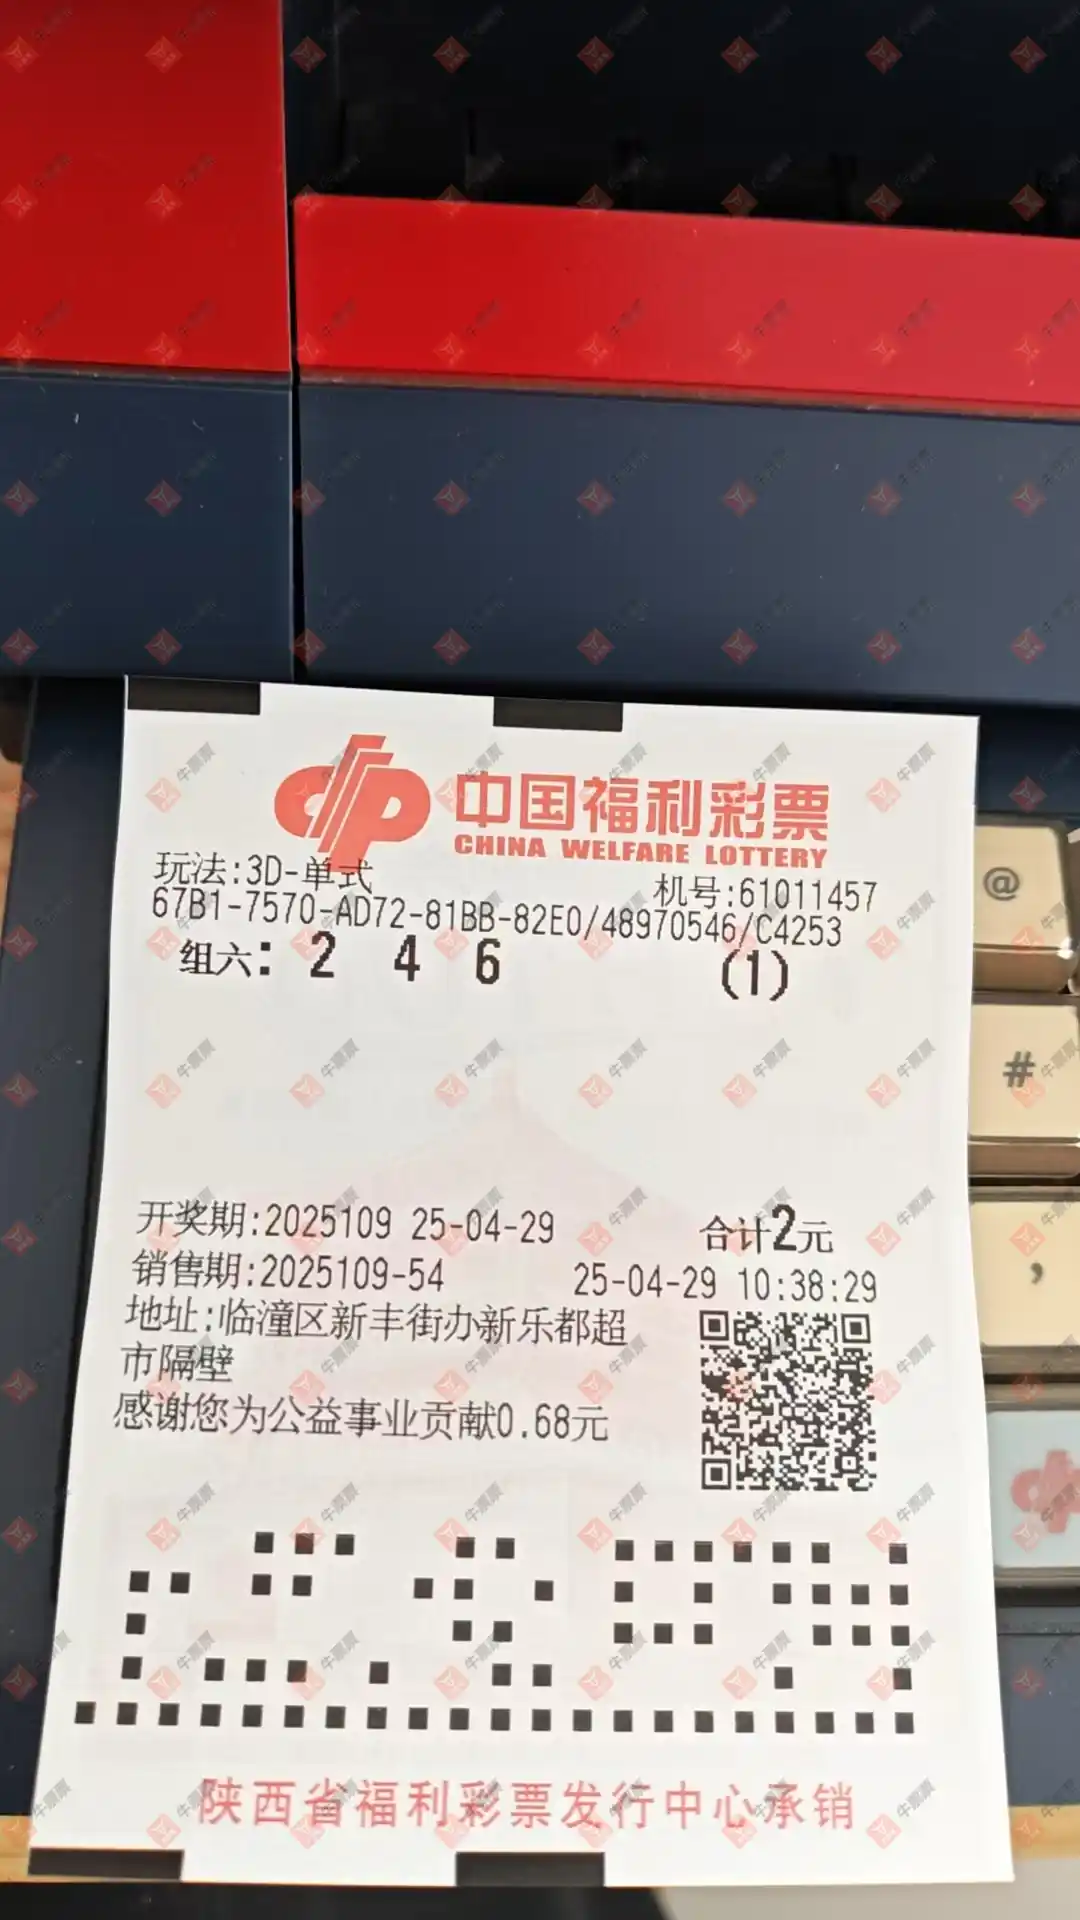 中国福利彩票
CHINA WELFARE LOTTERY
玩法:3D-单式
机号:61011457
67B1-7570-AD72-81BB-82E0/48970546/C4253
组六: 2 4 6 (1)
开奖期:2025109 25-04-29 合计2元
销售期:2025109-54 25-04-29 10:38:29
地址:临潼区新丰街办新乐都超
市隔壁
感谢您为公益事业贡献0.68元
陕西省福利彩票发行中心承销
@
#
,
牛票票